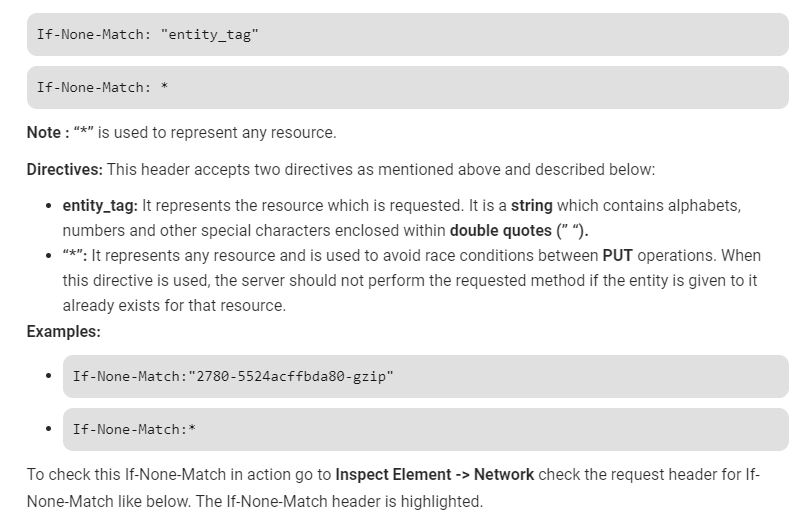 If-None-Match: "entity_tag"
If-None-Match: *
Note : “*” is used to represent any resource.
Directives: This header accepts two directives as mentioned above and described below:
• entity_tag: It represents the resource which is requested. It is a string which contains alphabets,
numbers and other special characters enclosed within double quotes (” “).
• “*”: It represents any resource and is used to avoid race conditions between PUT operations. When
this directive is used, the server should not perform the requested method if the entity is given to it
already exists for that resource.
Examples:
• If-None-Match:"2780-5524acffbda80-gzip"
• If-None-Match:*
To check this If-None-Match in action go to Inspect Element -> Network check the request header for If-
None-Match like below. The If-None-Match header is highlighted.